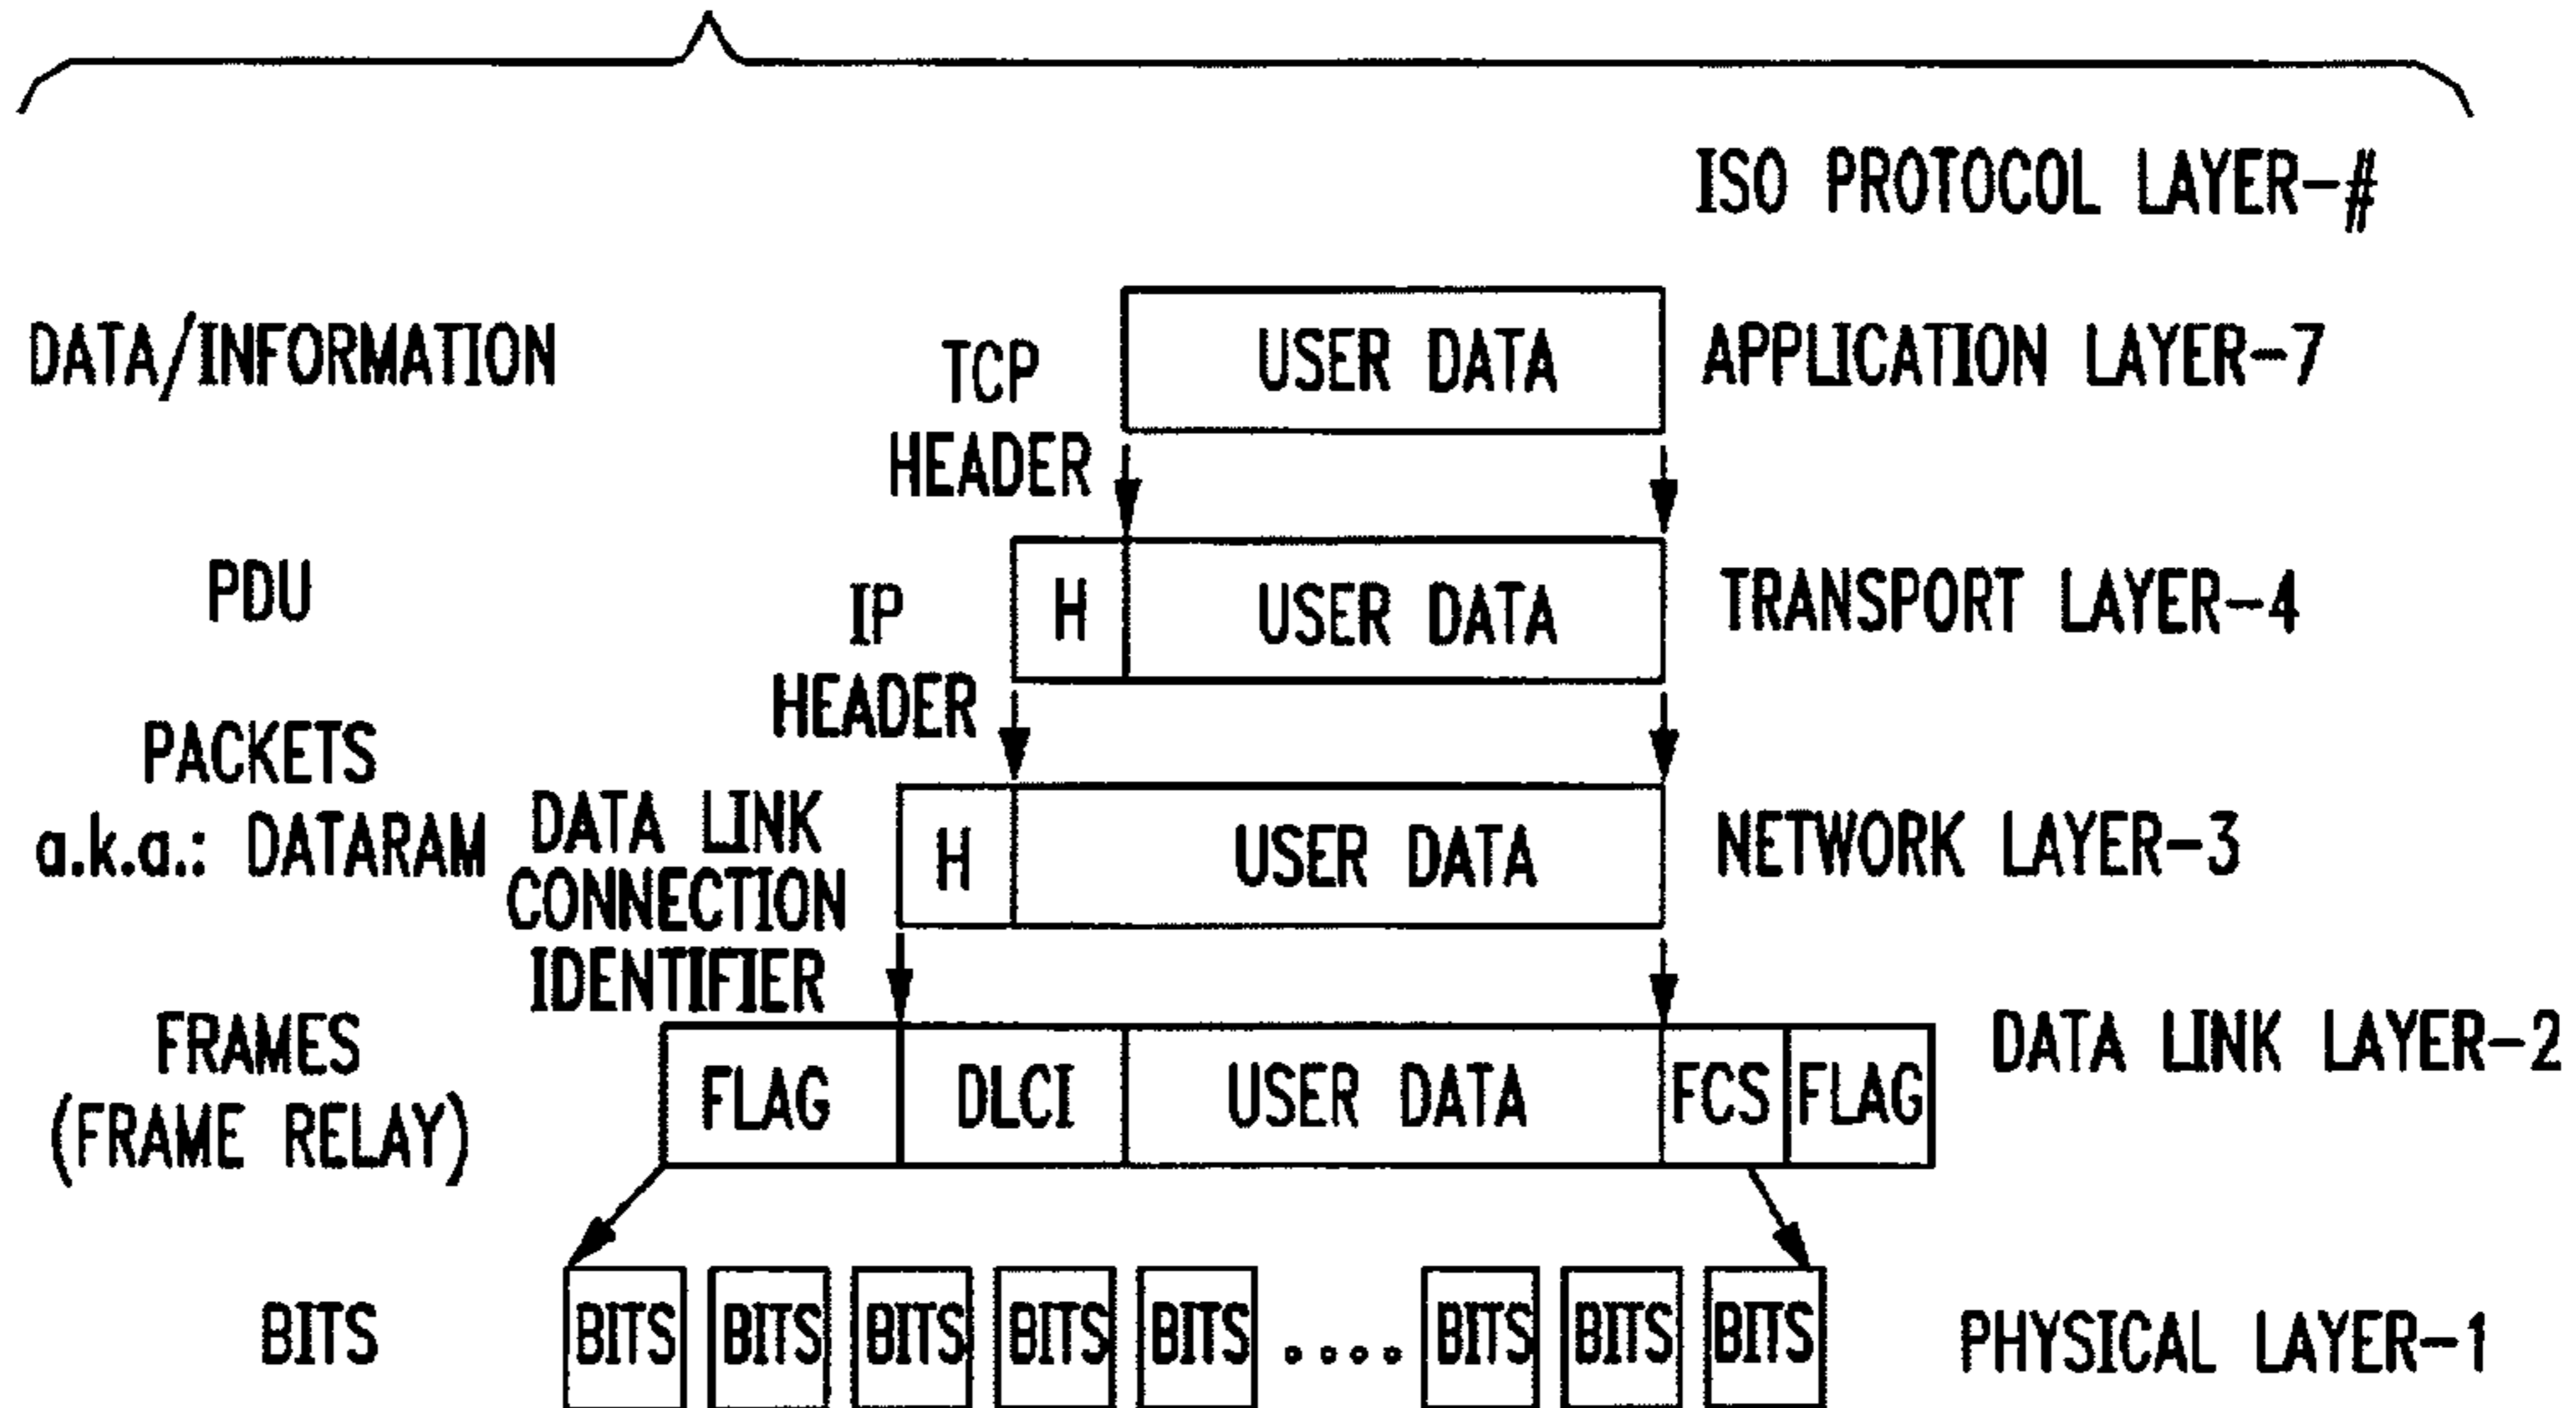 ISO PROTOCOL LAYER-#
DATA/INFORMATION
TCP
HEADER
USER DATA
APPLICATION LAYER-7
PDU
IP
HEADER
H
USER DATA
TRANSPORT LAYER-4
PACKETS
a.k.a.: DATARAM
DATA LINK
CONNECTION
IDENTIFIER
H
USER DATA
NETWORK LAYER-3
FRAMES
(FRAME RELAY)
FLAG
DLCI
USER DATA
FCS
FLAG
DATA LINK LAYER-2
BITS
BITS
BITS
BITS
BITS
BITS
....
BITS
BITS
BITS
PHYSICAL LAYER-1